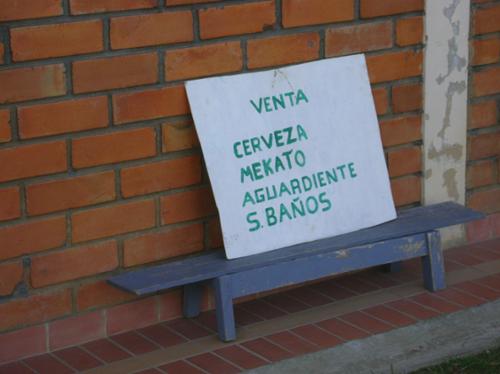 VENTA
CERVEZA
MEKATO
AGUARDIENTE
S. BAÑOS